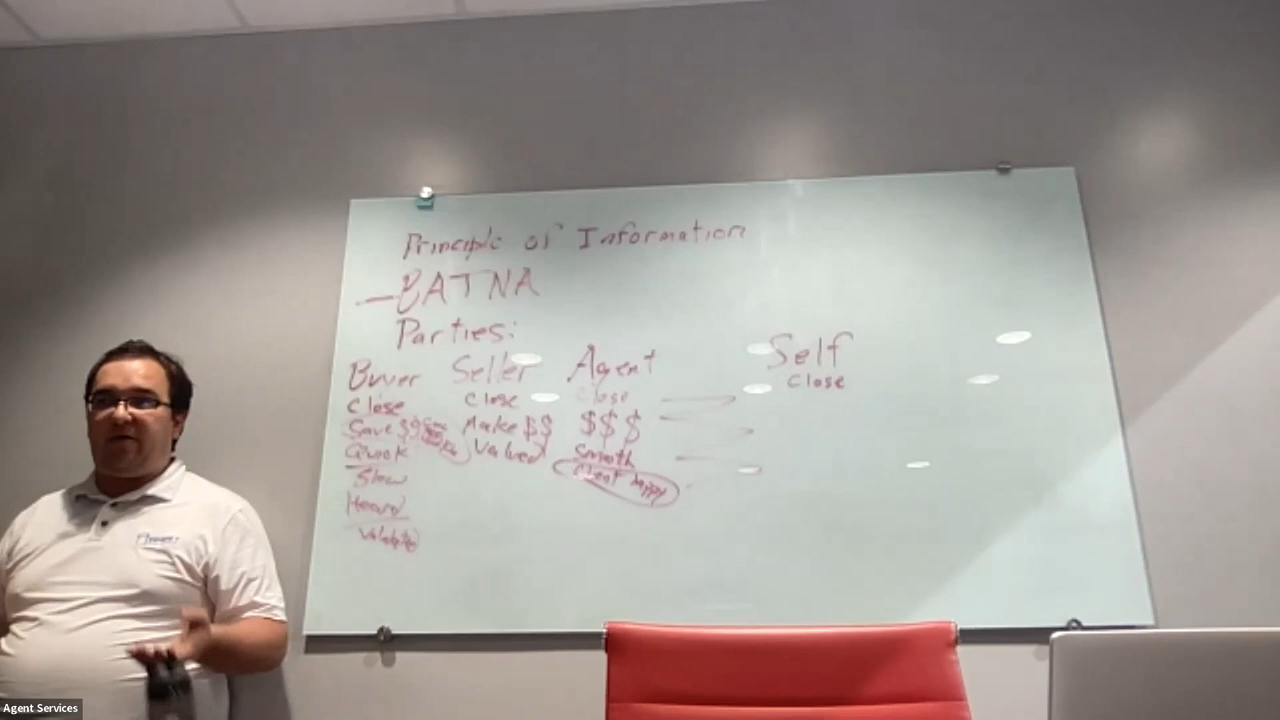 Principle of Information
- BATNA
Parties:
Buyer Seller Agent Self
Close Close Close Close
Save $$ Make $$ $$$
Quick Valued Smooth
Slow Client happy
Heard
Validated
Agent Services